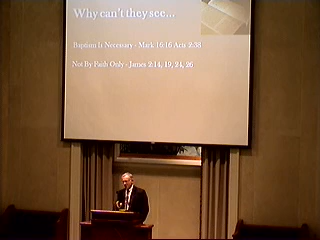 Why can't they see...
Baptism Is Necessary - Mark 16:16 Acts 2:38
Not By Faith Only - James 2:14, 19, 24, 26